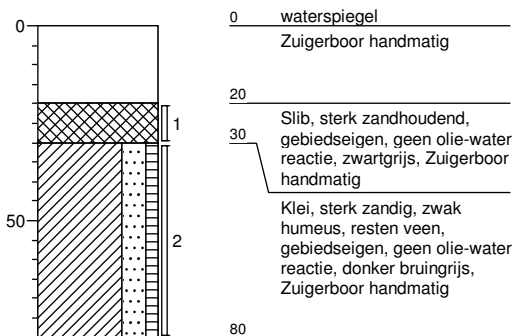 0
50
1
2
0 waterspiegel
Zuigerboor handmatig
20
Slib, sterk zandhoudend,
30 gebiedseigen, geen olie-water
reactie, zwartgrijs, Zuigerboor
handmatig
Klei, sterk zandig, zwak
humeus, resten veen,
gebiedseigen, geen olie-water
reactie, donker bruingrijs,
Zuigerboor handmatig
80